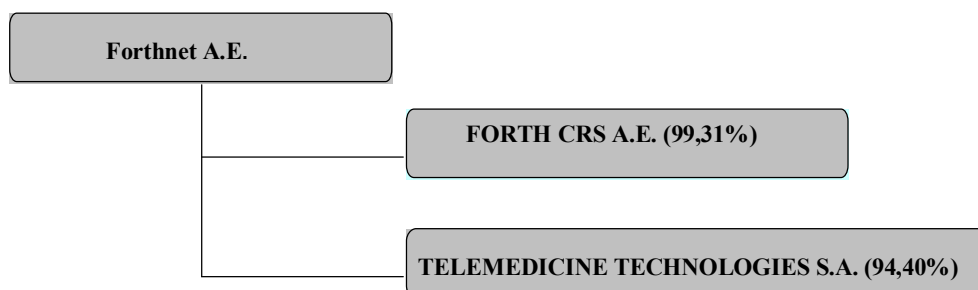 Forthnet A.E.
FORTH CRS A.E. (99,31%)
TELEMEDICINE TECHNOLOGIES S.A. (94,40%)